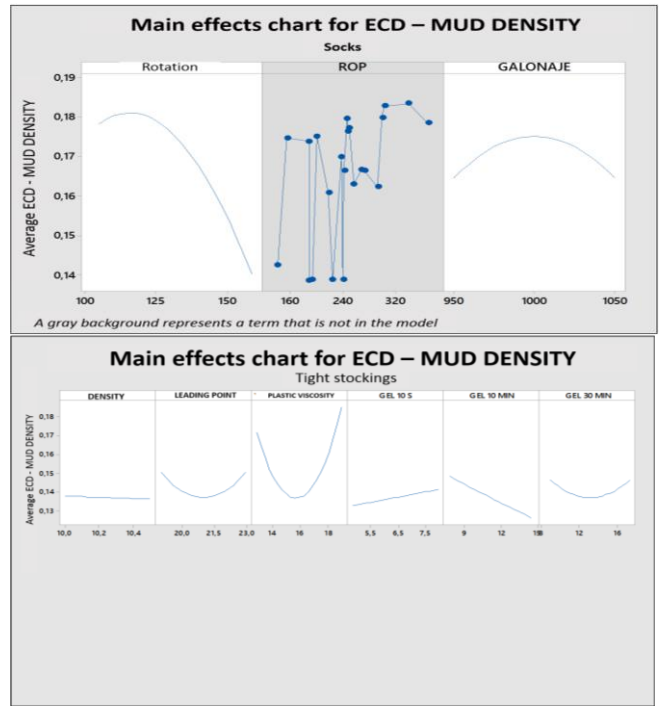 Main effects chart for ECD – MUD DENSITY
Socks
Rotation ROP GALONAJE
Average ECD - MUD DENSITY
0,19
0,18
0,17
0,16
0,15
0,14
100 125 150 160 240 320 950 1000 1050
A gray background represents a term that is not in the model
Main effects chart for ECD – MUD DENSITY
Tight stockings
DENSITY LEADING POINT PLASTIC VISCOSITY GEL 10 S GEL 10 MIN GEL 30 MIN
Average ECD - MUD DENSITY
0,18
0,17
0,16
0,15
0,14
0,13
10,0 10,2 10,4 20,0 21,5 23,0 14 16 18 5,5 6,5 7,5 9 12 12 16